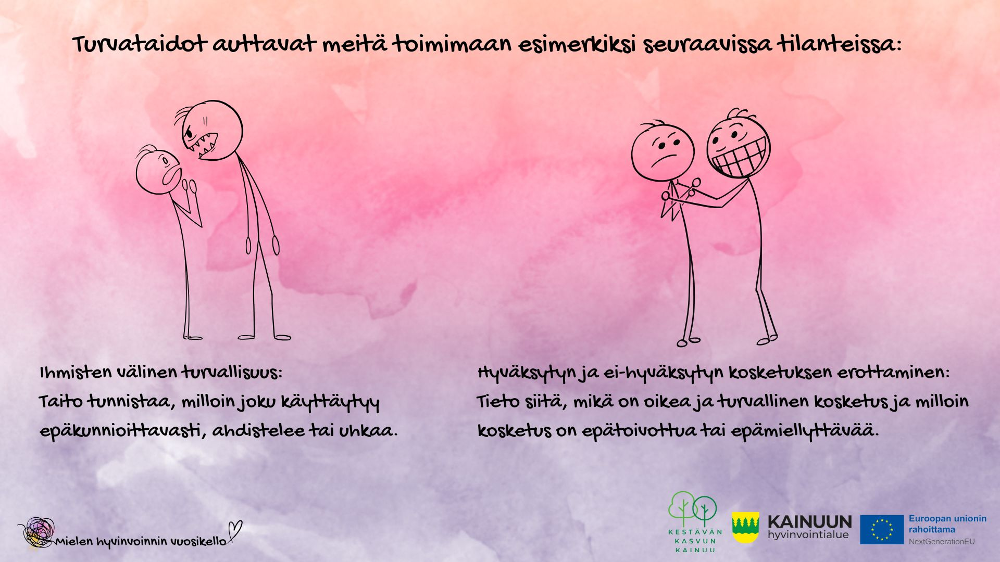 Turvataidot auttavat meitä toimimaan esimerkiksi seuraavissa tilanteissa:
Ihmisten välinen turvallisuus:
Taito tunnistaa, milloin joku käyttäytyy
epäkunnioittavasti, ahdistelee tai uhkaa.
Hyväksytyn ja ei-hyväksytyn kosketuksen erottaminen:
Tieto siitä, mikä on oikea ja turvallinen kosketus ja milloin
kosketus on epätoivottua tai epämiellyttävää.
Mielen hyvinvoinnin vuosikello
KESTÄVÄN
KASVUN
KAINUU
KAINUUN
hyvinvointialue
Euroopan unionin
rahoittama
NextGenerationEU